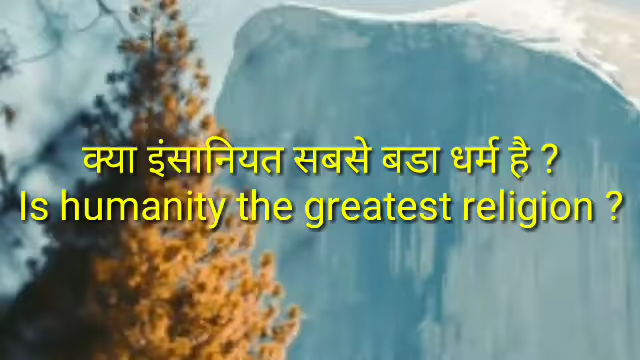 क्या इंसानियत सबसे बडा धर्म है ?
Is humanity the greatest religion ?